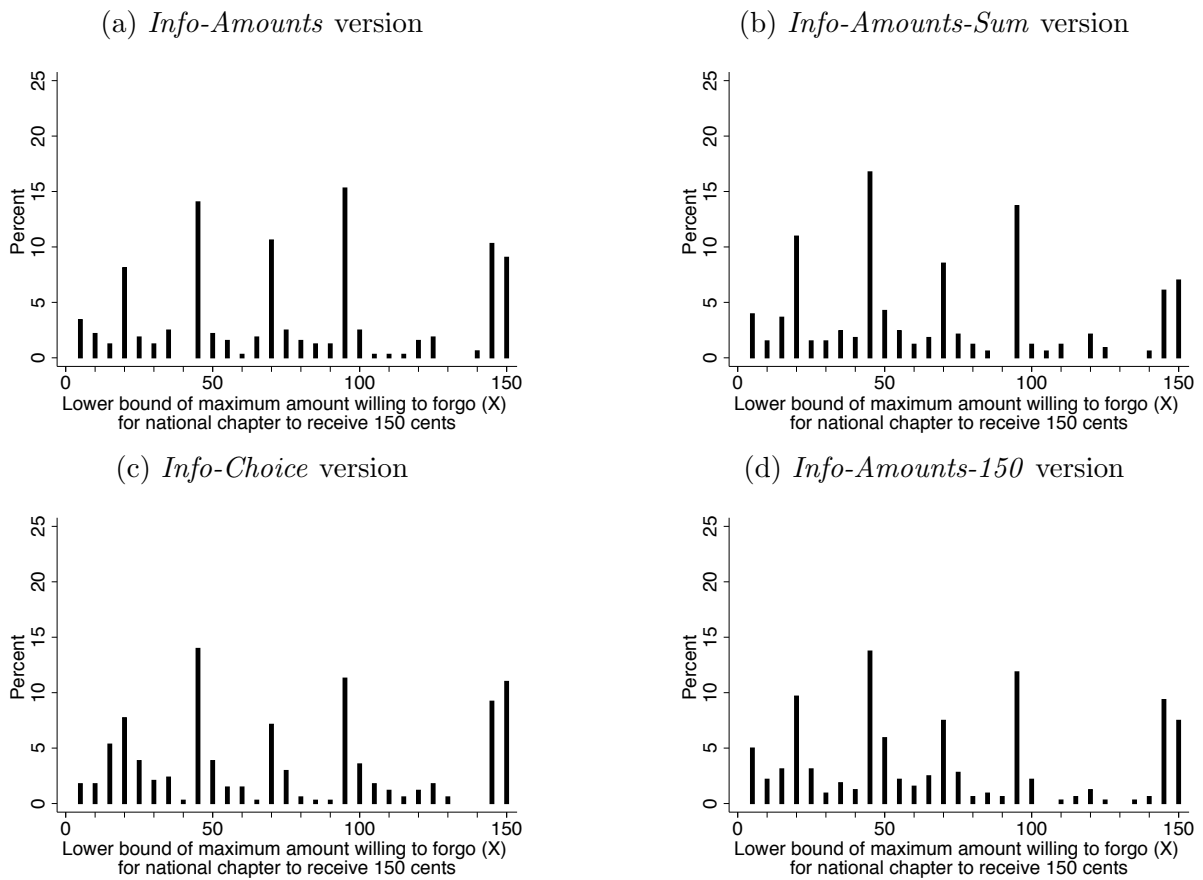 (a) Info-Amounts version
(b) Info-Amounts-Sum version
25
20
15
10
5
0
Percent
0 50 100 150
Lower bound of maximum amount willing to forgo (X)
for national chapter to receive 150 cents
25
20
15
10
5
0
Percent
0 50 100 150
Lower bound of maximum amount willing to forgo (X)
for national chapter to receive 150 cents
(c) Info-Choice version
(d) Info-Amounts-150 version
25
20
15
10
5
0
Percent
0 50 100 150
Lower bound of maximum amount willing to forgo (X)
for national chapter to receive 150 cents
25
20
15
10
5
0
Percent
0 50 100 150
Lower bound of maximum amount willing to forgo (X)
for national chapter to receive 150 cents